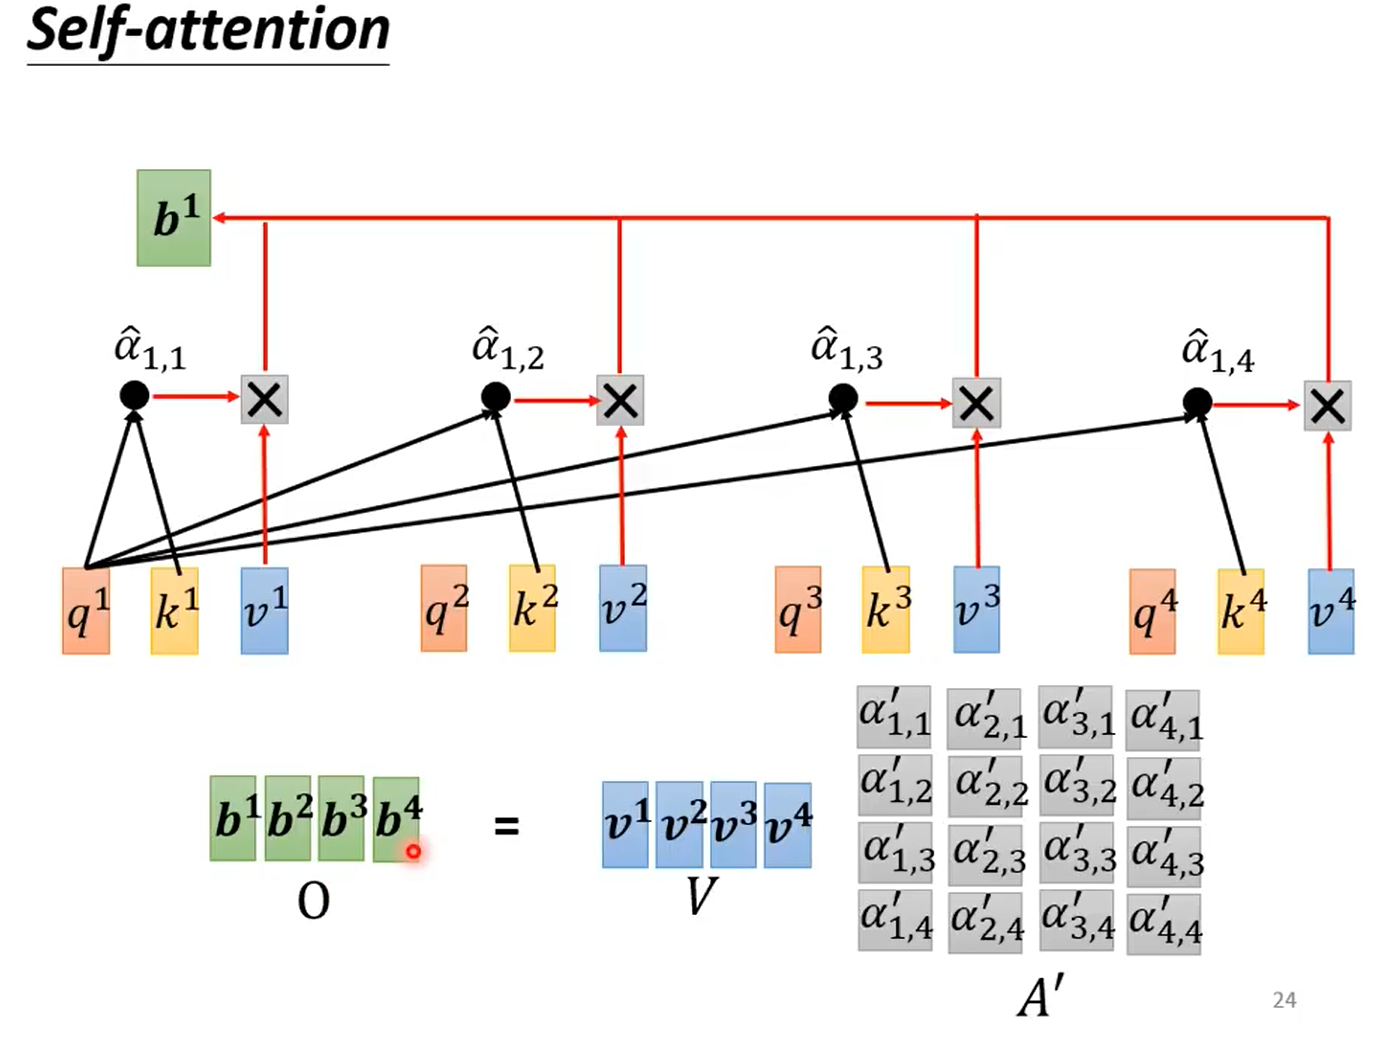 Self-attention
b¹
α̂₁,₁ α̂₁,₂ α̂₁,₃ α̂₁,₄
q¹ k¹ v¹ q² k² v² q³ k³ v³ q⁴ k⁴ v⁴
α′₁,₁ α′₂,₁ α′₃,₁ α′₄,₁
α′₁,₂ α′₂,₂ α′₃,₂ α′₄,₂
b¹ b² b³ b⁴ = v¹ v² v³ v⁴
α′₁,₃ α′₂,₃ α′₃,₃ α′₄,₃
α′₁,₄ α′₂,₄ α′₃,₄ α′₄,₄
O V A′
24